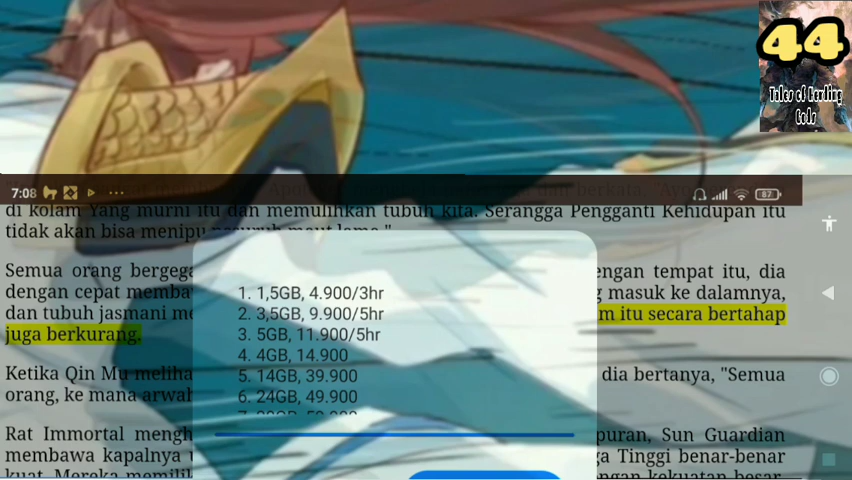 44
Tales of Herding
Gods
7:08
87
di kolam Yang murni itu dan memulihkan tubuh kita. Serangga Pengganti Kehidupan itu
tidak akan bisa menipu
Semua orang bergega
engan tempat itu, dia
dengan cepat membaw
g masuk ke dalamnya,
dan tubuh jasmani me
m itu secara bertahap
juga berkurang.
1. 1,5GB, 4.900/3hr
2. 3,5GB, 9.900/5hr
3. 5GB, 11.900/5hr
4. 4GB, 14.900
5. 14GB, 39.900
6. 24GB, 49.900
Ketika Qin Mu meliha
dia bertanya, "Semua
orang, ke mana arwah
Rat Immortal mengh
puran, Sun Guardian
membawa kapalnya u
ga Tinggi benar-benar
kuat. Mereka memilik
ngan kekuatan besar.